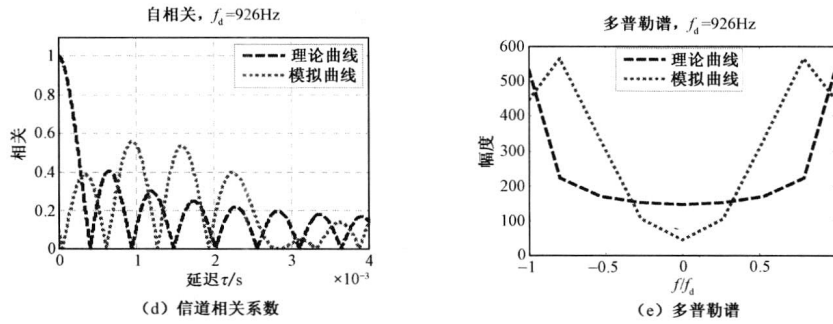 自相关，fd=926Hz
理论曲线
模拟曲线
1
0.8
0.6
0.4
0.2
0
相关
0 1 2 3 4
×10−3
延迟τ/s
（d）信道相关系数
多普勒谱，fd=926Hz
理论曲线
模拟曲线
600
500
400
300
200
100
0
幅度
−1 −0.5 0 0.5
f/fd
（e）多普勒谱